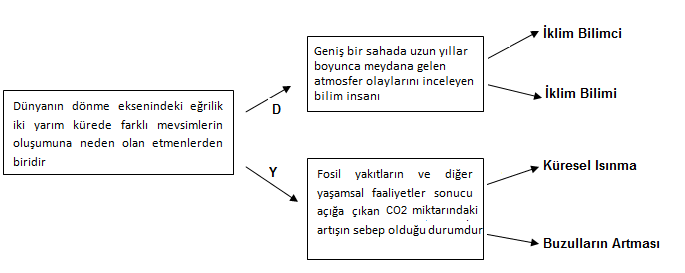 Dünyanın dönme eksenindeki eğrilik
iki yarım kürede farklı mevsimlerin
oluşumuna neden olan etmenlerden
biridir
D
Y
Geniş bir sahada uzun yıllar
boyunca meydana gelen
atmosfer olaylarını inceleyen
bilim insanı
İklim Bilimci
İklim Bilimi
Fosil yakıtların ve diğer
yaşamsal faaliyetler sonucu
açığa çıkan CO2 miktarındaki
artışın sebep olduğu durumdur
Küresel Isınma
Buzulların Artması